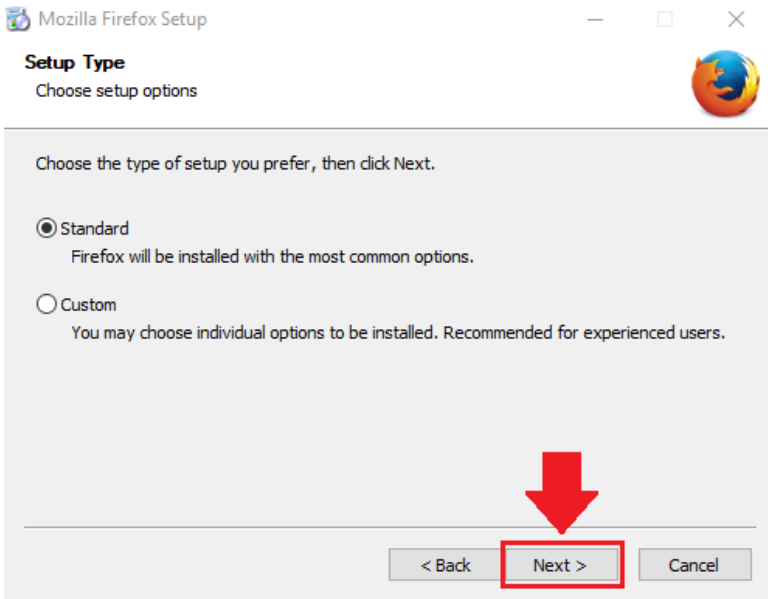 Mozilla Firefox Setup
Setup Type
Choose setup options
Choose the type of setup you prefer, then click Next.
Standard
Firefox will be installed with the most common options.
Custom
You may choose individual options to be installed. Recommended for experienced users.
< Back Next > Cancel